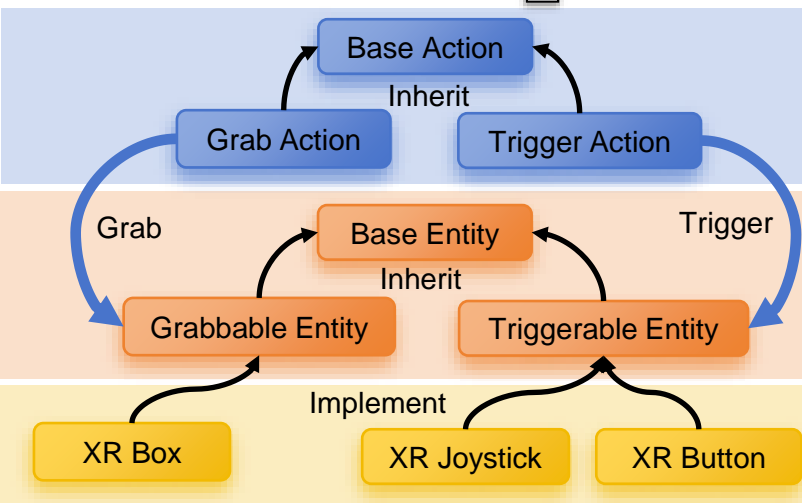 Base Action
Inherit
Grab Action
Trigger Action
Grab
Trigger
Base Entity
Inherit
Grabbable Entity
Triggerable Entity
Implement
XR Box
XR Joystick
XR Button